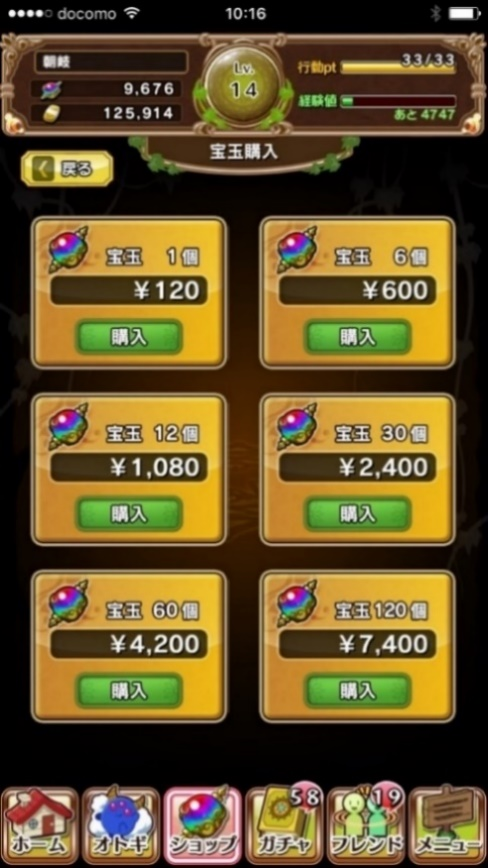 docomo 10:16
朝岐
9,676
125,914
Lv.
14
行動pt 33/33
経験値
あと 4747
戻る
宝玉購入
宝玉 1個
¥120
購入
宝玉 6個
¥600
購入
宝玉 12個
¥1,080
購入
宝玉 30個
¥2,400
購入
宝玉 60個
¥4,200
購入
宝玉 120個
¥7,400
購入
ホーム
オトギ
ショップ
58
ガチャ
19
フレンド
メニュー